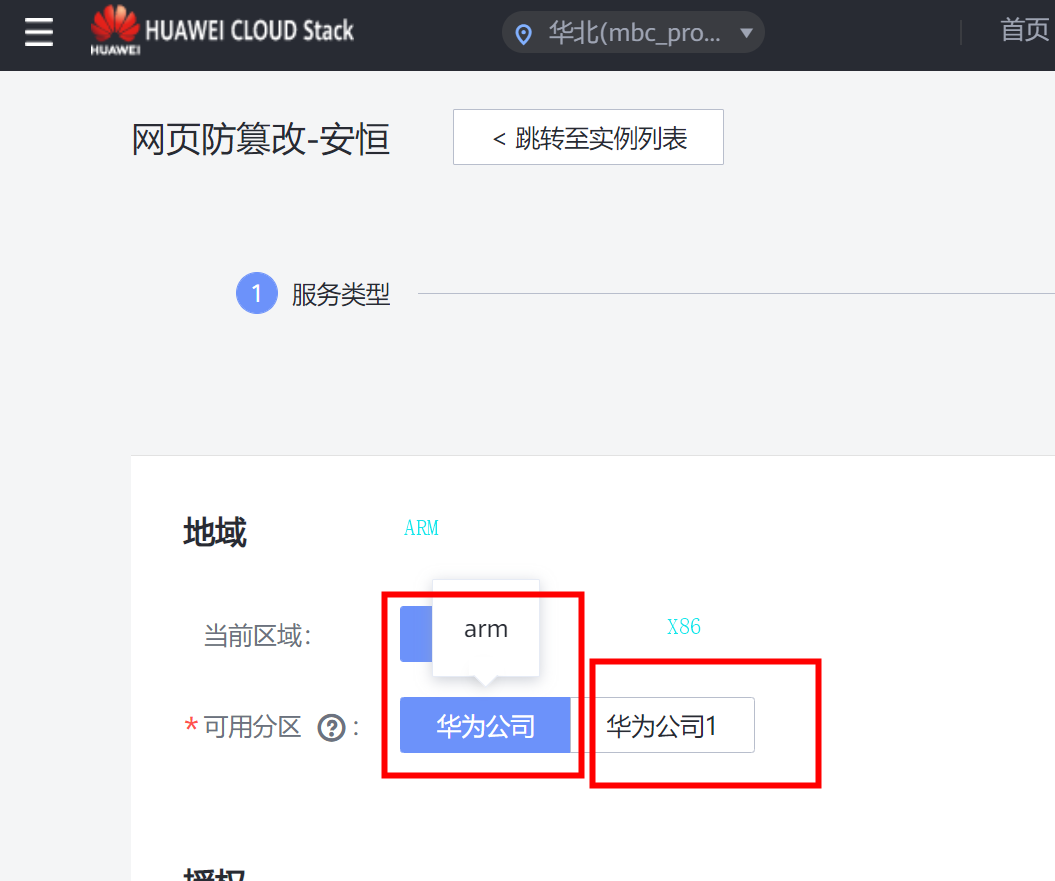 HUAWEI
HUAWEI CLOUD Stack
华北(mbc_pro...
首页
网页防篡改-安恒
< 跳转至实例列表
1 服务类型
地域
ARM
当前区域:
arm
X86
*可用分区 ? :
华为公司
华为公司1
授权